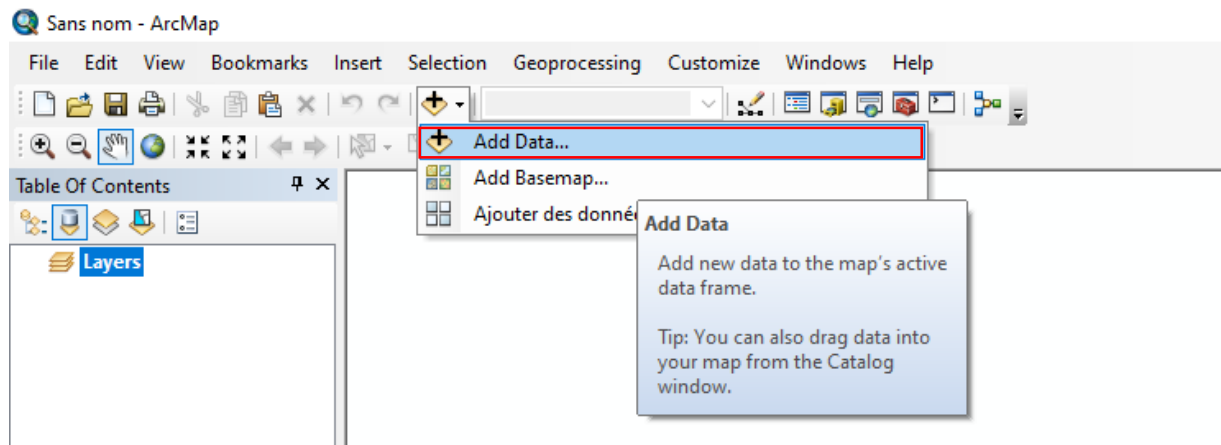 Sans nom - ArcMap
File Edit View Bookmarks Insert Selection Geoprocessing Customize Windows Help
Add Data...
Table Of Contents
Add Basemap...
Ajouter des donné
Layers
Add Data
Add new data to the map's active
data frame.
Tip: You can also drag data into
your map from the Catalog
window.